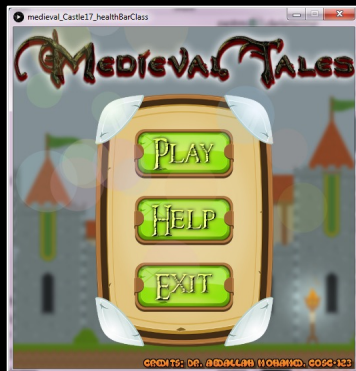 medieval_Castle17_healthBarClass
Medieval Tales
Play
Help
Exit
CREDITS: DR. ABDALLAH MOHAMED. COSC-123